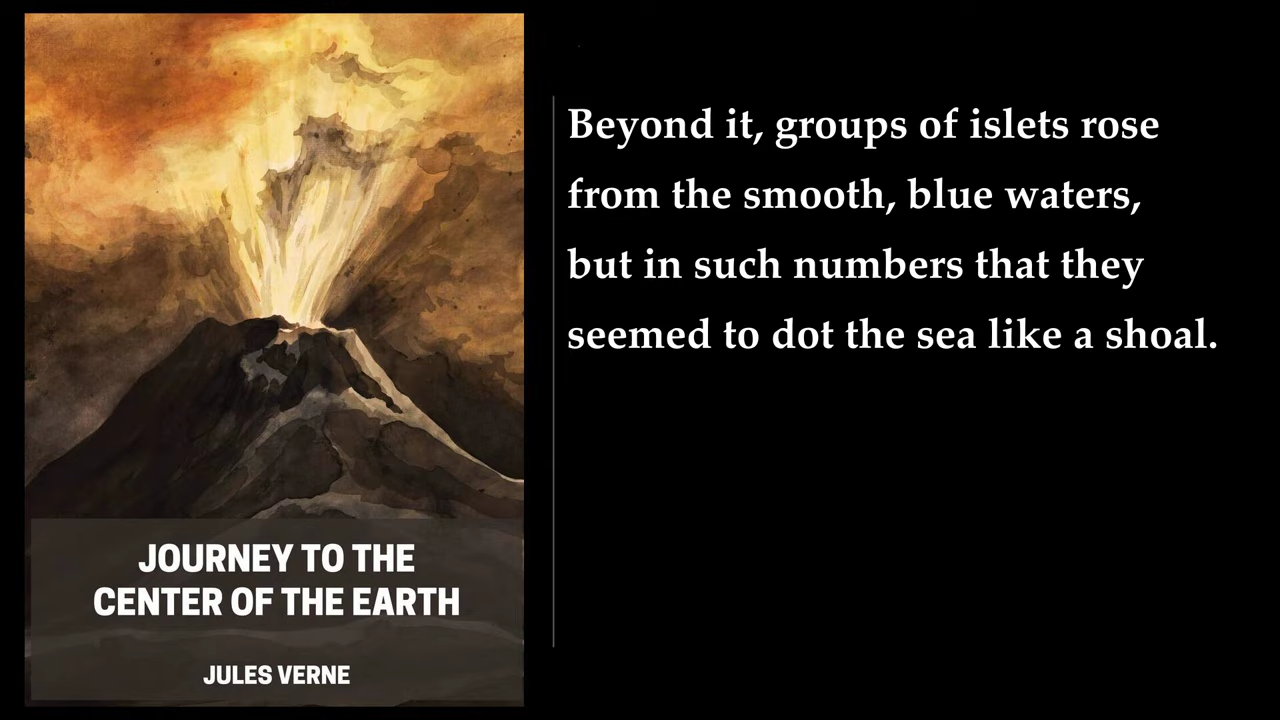 Beyond it, groups of islets rose
from the smooth, blue waters,
but in such numbers that they
seemed to dot the sea like a shoal.
JOURNEY TO THE
CENTER OF THE EARTH
JULES VERNE